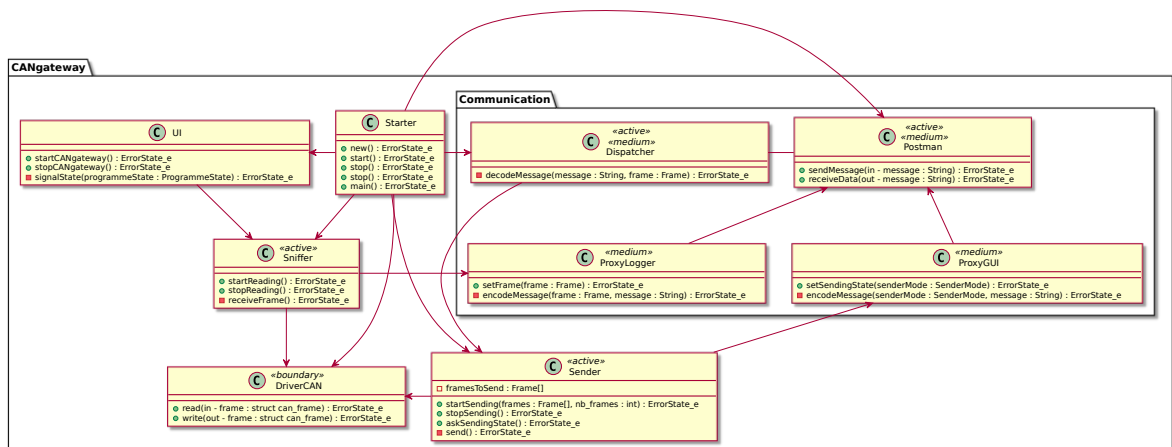 CANgateway
Communication
C UI
startCANgateway() : ErrorState_e
stopCANgateway() : ErrorState_e
signalState(programmeState : ProgrammeState) : ErrorState_e
C Starter
new() : ErrorState_e
start() : ErrorState_e
stop() : ErrorState_e
stop() : ErrorState_e
main() : ErrorState_e
«active»
«medium»
C Dispatcher
decodeMessage(message : String, frame : Frame) : ErrorState_e
«active»
«medium»
C Postman
sendMessage(in - message : String) : ErrorState_e
receiveData(out - message : String) : ErrorState_e
«active»
C Sniffer
startReading() : ErrorState_e
stopReading() : ErrorState_e
receiveFrame() : ErrorState_e
«medium»
C ProxyLogger
setFrame(frame : Frame) : ErrorState_e
encodeMessage(frame : Frame, message : String) : ErrorState_e
«medium»
C ProxyGUI
setSendingState(senderMode : SenderMode) : ErrorState_e
encodeMessage(senderMode : SenderMode, message : String) : ErrorState_e
«boundary»
C DriverCAN
read(in - frame : struct can_frame) : ErrorState_e
write(out - frame : struct can_frame) : ErrorState_e
«active»
C Sender
framesToSend : Frame[]
startSending(frames : Frame[], nb_frames : int) : ErrorState_e
stopSending() : ErrorState_e
askSendingState() : ErrorState_e
send() : ErrorState_e